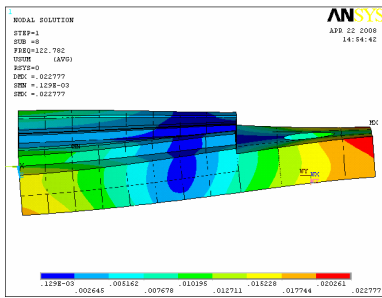 1
NODAL SOLUTION
ANSYS
APR 22 2008
14:54:42
STEP=1
SUB =8
FREQ=122.782
USUM (AVG)
RSYS=0
DMX =.022777
SMN =.129E-03
SMX =.022777
MX
MN
.129E-03 .005162 .010195 .015228 .020261
.002645 .007678 .012711 .017744 .022777